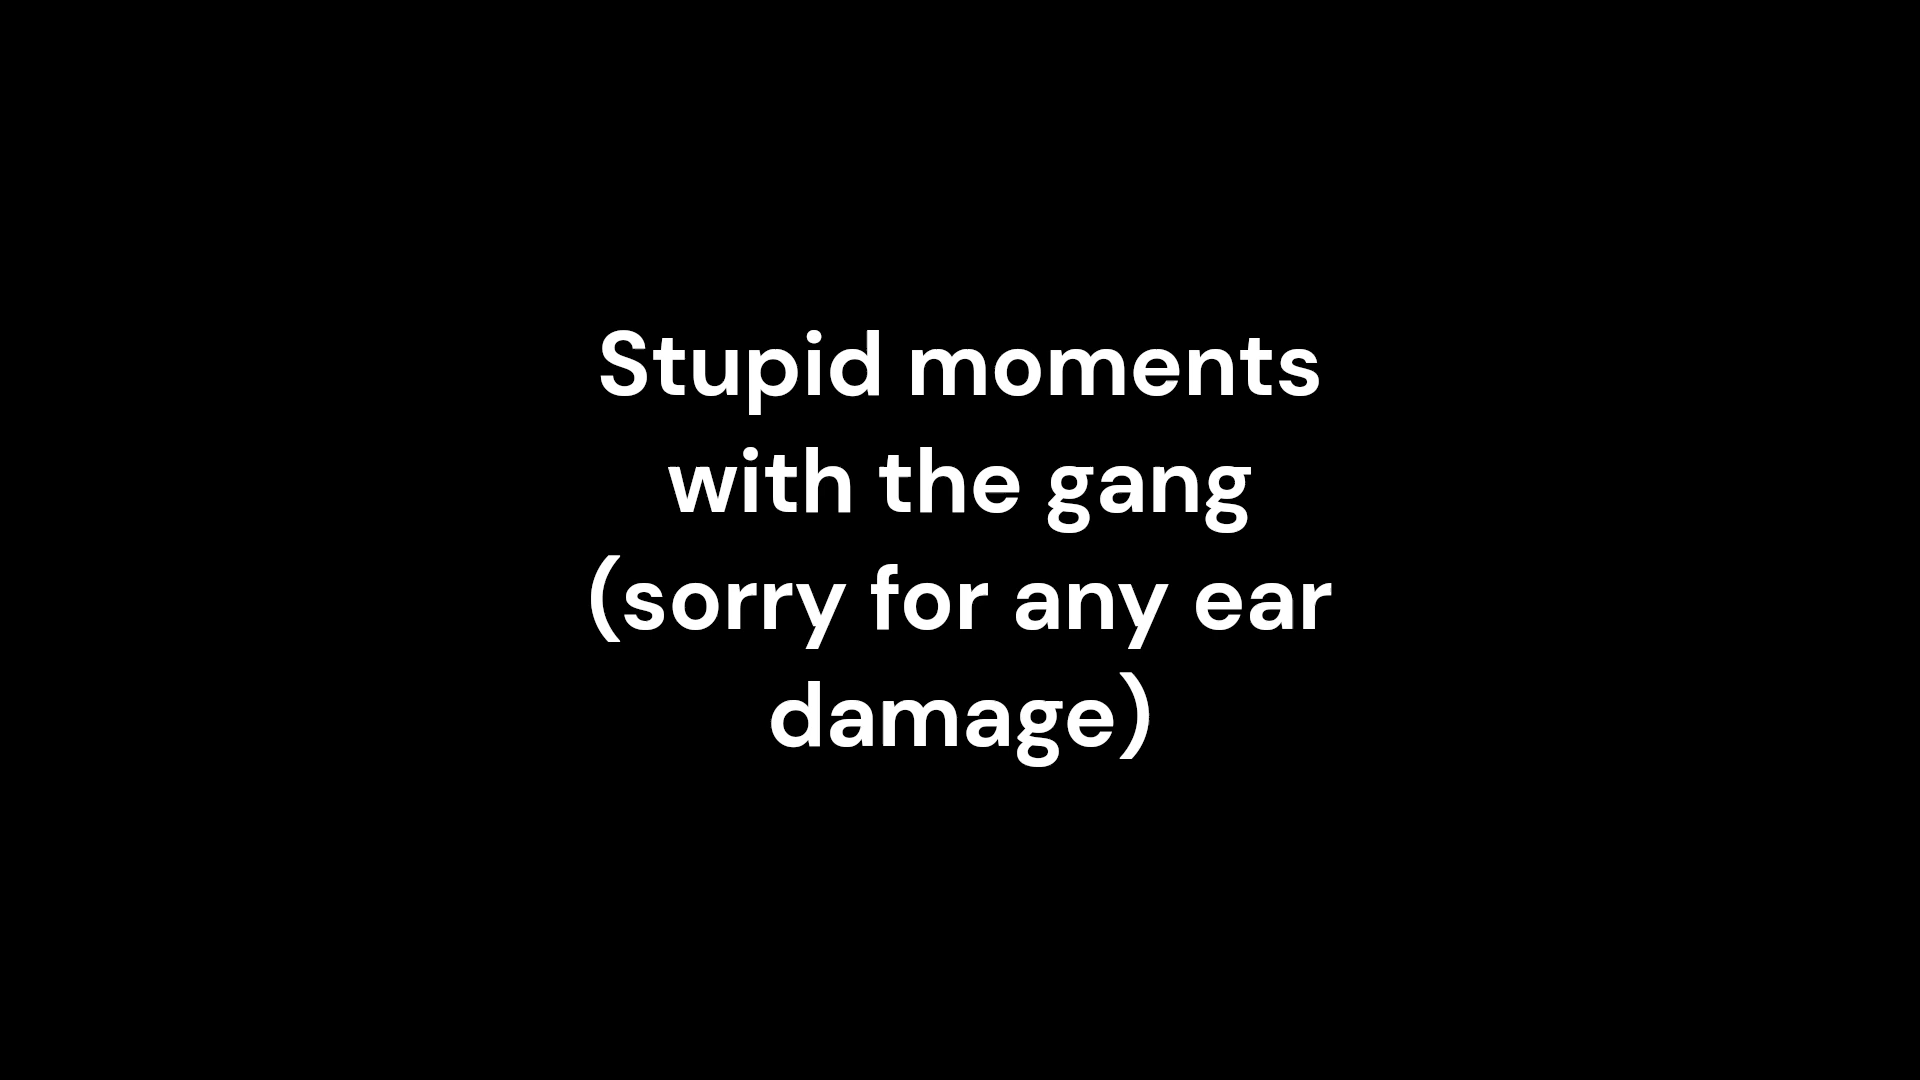 Stupid moments
with the gang
(sorry for any ear
damage)